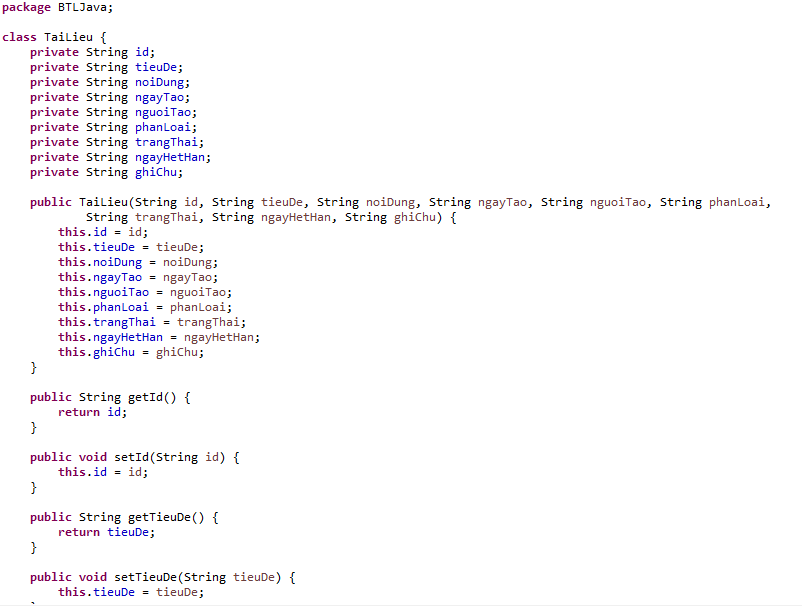 package BTLJava;
class TaiLieu {
private String id;
private String tieuDe;
private String noiDung;
private String ngayTao;
private String nguoiTao;
private String phanLoai;
private String trangThai;
private String ngayHetHan;
private String ghiChu;
public TaiLieu(String id, String tieuDe, String noiDung, String ngayTao, String nguoiTao, String phanLoai,
String trangThai, String ngayHetHan, String ghiChu) {
this.id = id;
this.tieuDe = tieuDe;
this.noiDung = noiDung;
this.ngayTao = ngayTao;
this.nguoiTao = nguoiTao;
this.phanLoai = phanLoai;
this.trangThai = trangThai;
this.ngayHetHan = ngayHetHan;
this.ghiChu = ghiChu;
}
public String getId() {
return id;
}
public void setId(String id) {
this.id = id;
}
public String getTieuDe() {
return tieuDe;
}
public void setTieuDe(String tieuDe) {
this.tieuDe = tieuDe;